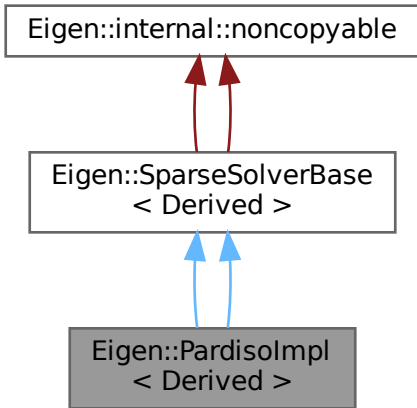 Eigen::internal::noncopyable
Eigen::SparseSolverBase
< Derived >
Eigen::PardisoImpl
< Derived >